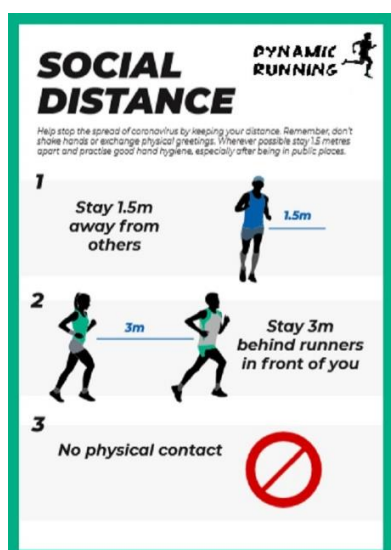 SOCIAL
DISTANCE
DYNAMIC
RUNNING
Help stop the spread of coronavirus by keeping your distance. Remember, don't
shake hands or exchange physical greetings. Wherever possible stay 1.5 metres
apart and practise good hand hygiene, especially after being in public places.
1
Stay 1.5m
away from
others
1.5m
2
3m
Stay 3m
behind runners
in front of you
3
No physical contact